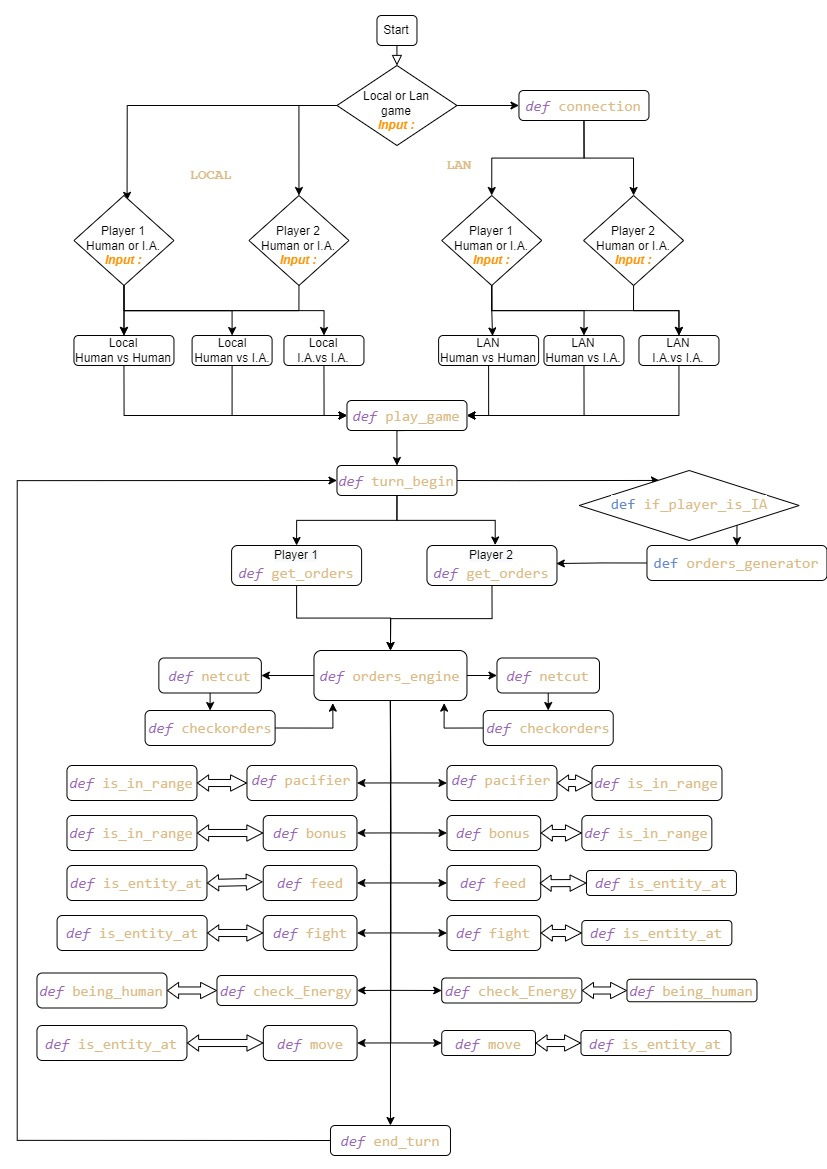 Start
Local or Lan
game
Input :
def connection
LOCAL
LAN
Player 1
Human or I.A.
Input :
Player 2
Human or I.A.
Input :
Player 1
Human or I.A.
Input :
Player 2
Human or I.A.
Input :
Local
Human vs Human
Local
Human vs I.A.
Local
I.A.vs I.A.
LAN
Human vs Human
LAN
Human vs I.A.
LAN
I.A.vs I.A.
def play_game
def turn_begin
def if_player_is_IA
Player 1
def get_orders
Player 2
def get_orders
def orders_generator
def netcut
def orders_engine
def netcut
def checkorders
def checkorders
def is_in_range
def pacifier
def pacifier
def is_in_range
def is_in_range
def bonus
def bonus
def is_in_range
def is_entity_at
def feed
def feed
def is_entity_at
def is_entity_at
def fight
def fight
def is_entity_at
def being_human
def check_Energy
def check_Energy
def being_human
def is_entity_at
def move
def move
def is_entity_at
def end_turn